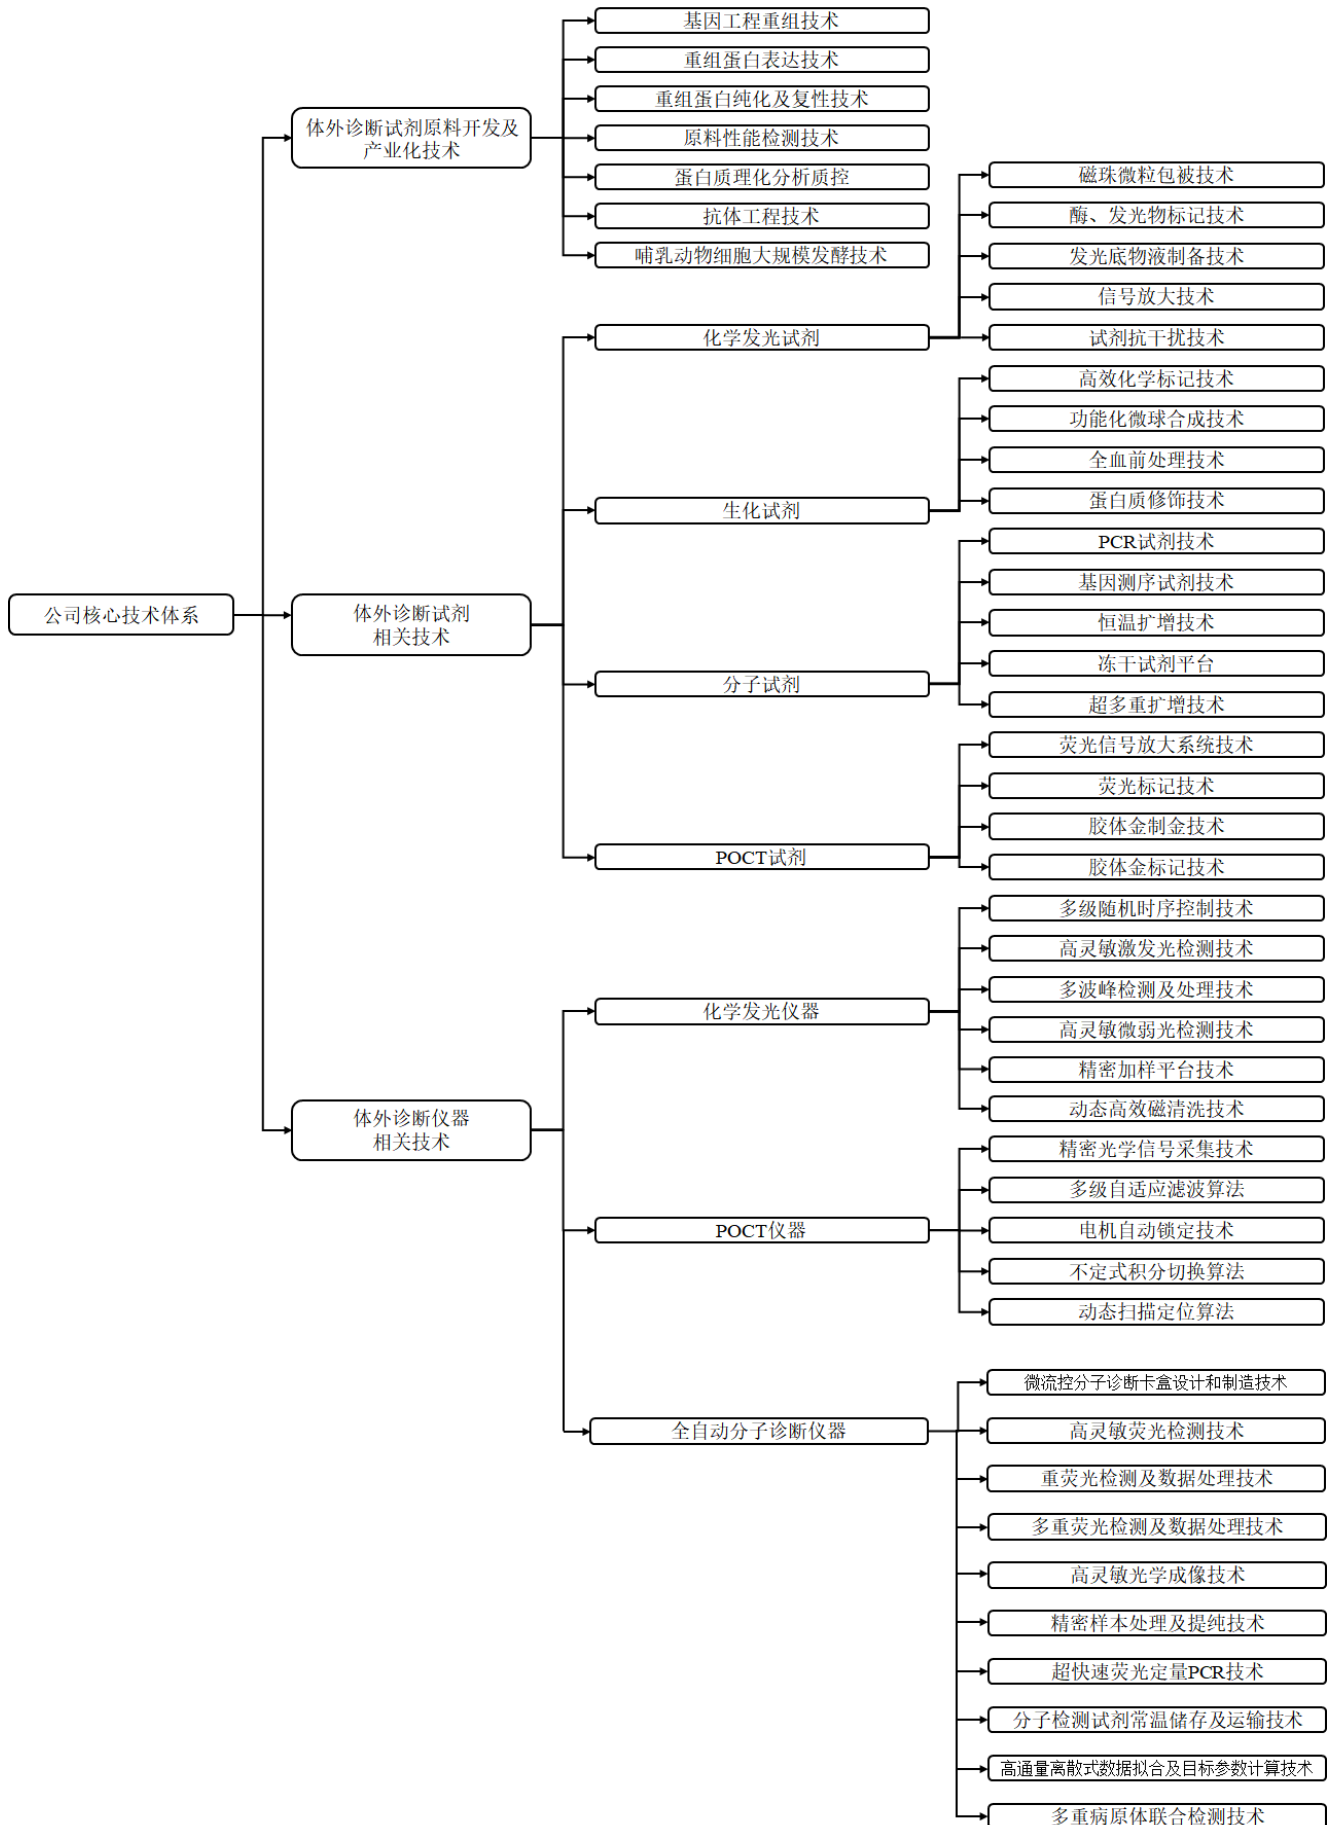 公司核心技术体系
体外诊断试剂原料开发及
产业化技术
基因工程重组技术
重组蛋白表达技术
重组蛋白纯化及复性技术
原料性能检测技术
蛋白质理化分析质控
抗体工程技术
哺乳动物细胞大规模发酵技术
体外诊断试剂
相关技术
化学发光试剂
磁珠微粒包被技术
酶、发光物标记技术
发光底物液制备技术
信号放大技术
试剂抗干扰技术
生化试剂
高效化学标记技术
功能化微球合成技术
全血前处理技术
蛋白质修饰技术
分子试剂
PCR试剂技术
基因测序试剂技术
恒温扩增技术
冻干试剂平台
超多重扩增技术
POCT试剂
荧光信号放大系统技术
荧光标记技术
胶体金制金技术
胶体金标记技术
体外诊断仪器
相关技术
化学发光仪器
多级随机时序控制技术
高灵敏激发光检测技术
多波峰检测及处理技术
高灵敏微弱光检测技术
精密加样平台技术
动态高效磁清洗技术
POCT仪器
精密光学信号采集技术
多级自适应滤波算法
电机自动锁定技术
不定式积分切换算法
动态扫描定位算法
全自动分子诊断仪器
微流控分子诊断卡盒设计和制造技术
高灵敏荧光检测技术
重荧光检测及数据处理技术
多重荧光检测及数据处理技术
高灵敏光学成像技术
精密样本处理及提纯技术
超快速荧光定量PCR技术
分子检测试剂常温储存及运输技术
高通量离散式数据拟合及目标参数计算技术
多重病原体联合检测技术